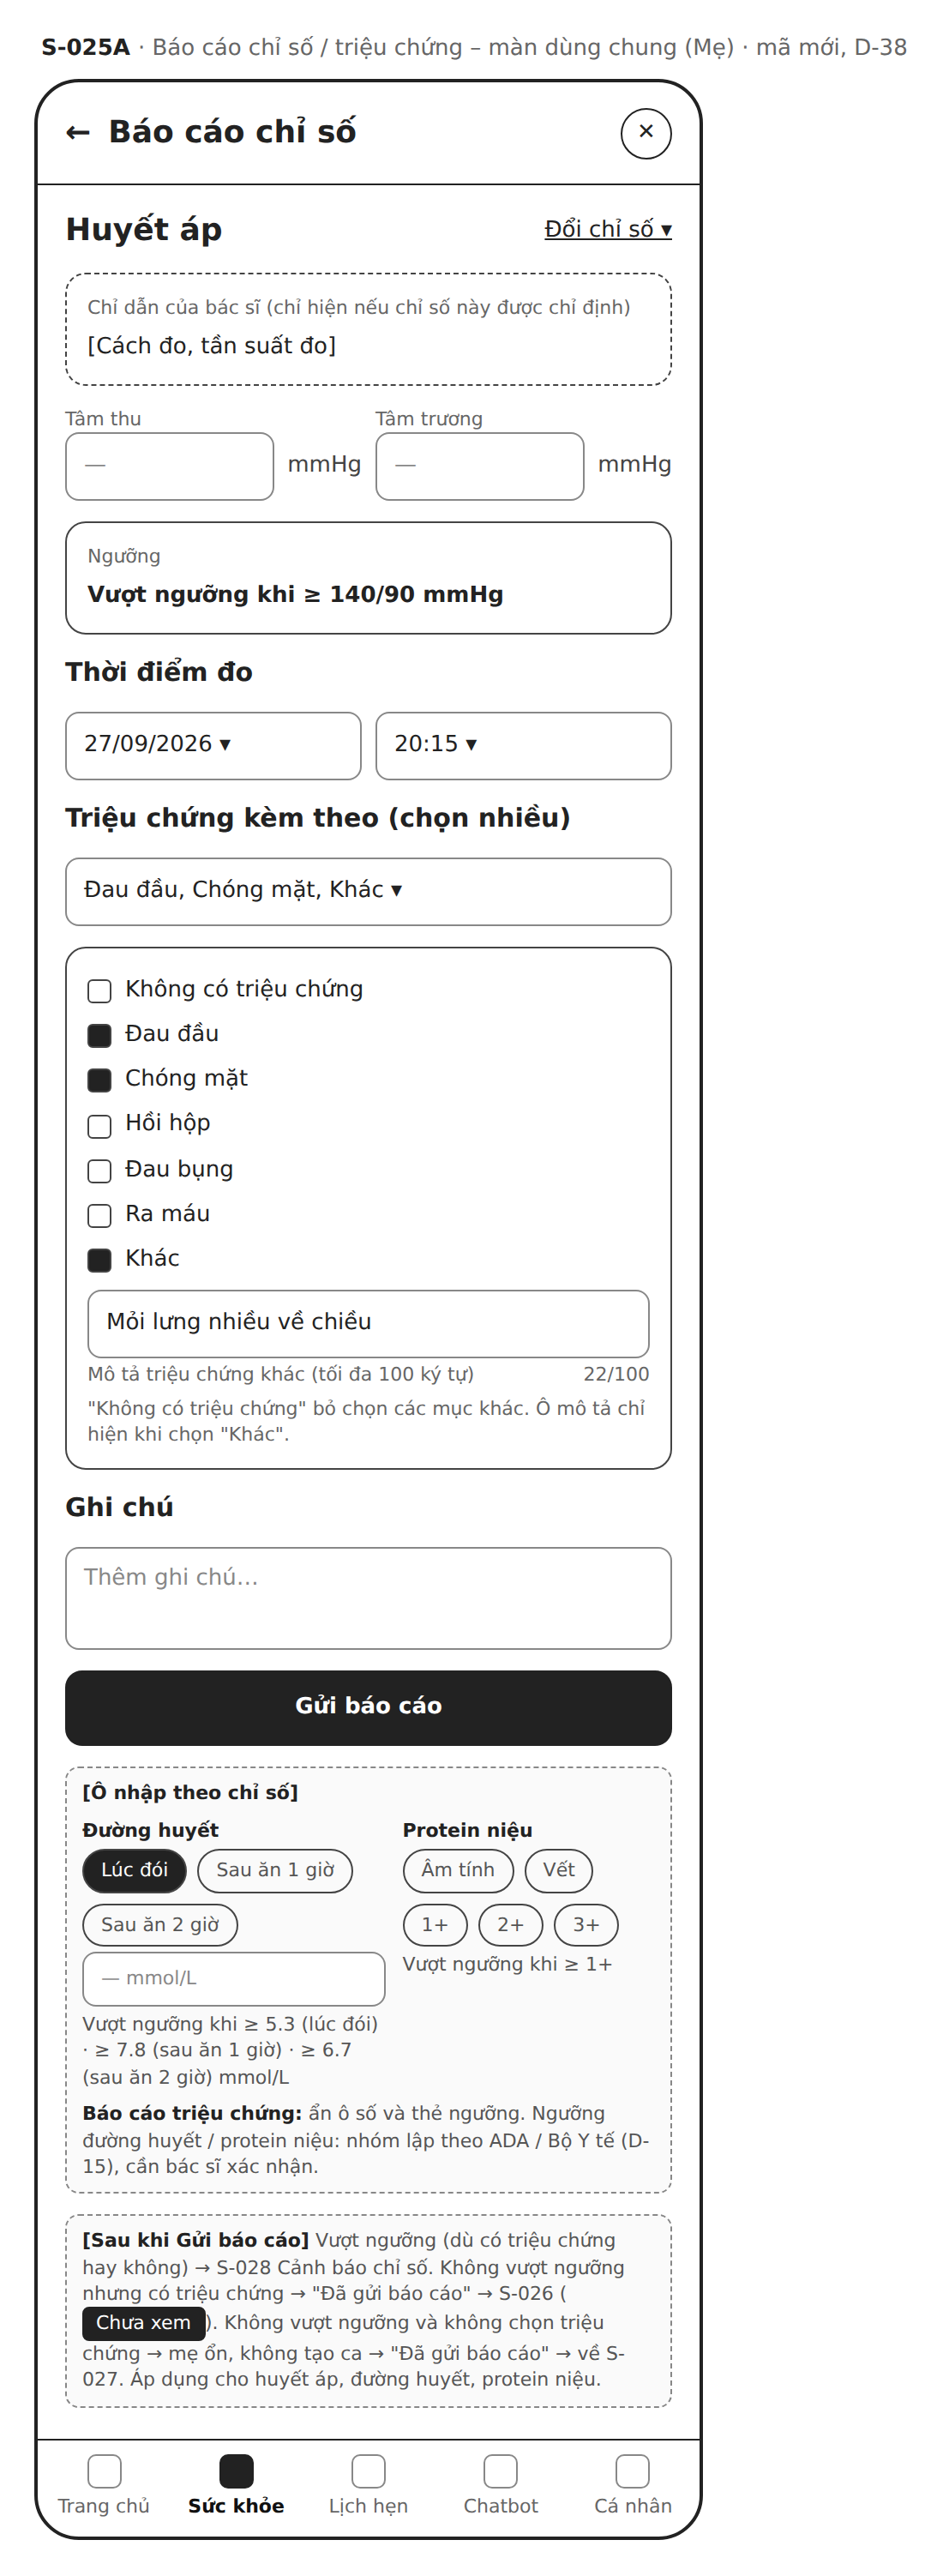 S-025A · Báo cáo chỉ số / triệu chứng – màn dùng chung (Mẹ) · mã mới, D-38
← Báo cáo chỉ số ✕
Huyết áp Đổi chỉ số ▾
Chỉ dẫn của bác sĩ (chỉ hiện nếu chỉ số này được chỉ định)
[Cách đo, tần suất đo]
Tâm thu Tâm trương
— mmHg — mmHg
Ngưỡng
Vượt ngưỡng khi ≥ 140/90 mmHg
Thời điểm đo
27/09/2026 ▾ 20:15 ▾
Triệu chứng kèm theo (chọn nhiều)
Đau đầu, Chóng mặt, Khác ▾
Không có triệu chứng
Đau đầu
Chóng mặt
Hồi hộp
Đau bụng
Ra máu
Khác
Mỏi lưng nhiều về chiều
Mô tả triệu chứng khác (tối đa 100 ký tự) 22/100
"Không có triệu chứng" bỏ chọn các mục khác. Ô mô tả chỉ
hiện khi chọn "Khác".
Ghi chú
Thêm ghi chú...
Gửi báo cáo
[Ô nhập theo chỉ số]
Đường huyết Protein niệu
Lúc đói Sau ăn 1 giờ Âm tính Vết
Sau ăn 2 giờ 1+ 2+ 3+
— mmol/L Vượt ngưỡng khi ≥ 1+
Vượt ngưỡng khi ≥ 5.3 (lúc đói)
· ≥ 7.8 (sau ăn 1 giờ) · ≥ 6.7
(sau ăn 2 giờ) mmol/L
Báo cáo triệu chứng: ẩn ô số và thẻ ngưỡng. Ngưỡng
đường huyết / protein niệu: nhóm lập theo ADA / Bộ Y tế (D-
15), cần bác sĩ xác nhận.
[Sau khi Gửi báo cáo] Vượt ngưỡng (dù có triệu chứng
hay không) → S-028 Cảnh báo chỉ số. Không vượt ngưỡng
nhưng có triệu chứng → "Đã gửi báo cáo" → S-026 (
Chưa xem ). Không vượt ngưỡng và không chọn triệu
chứng → mẹ ổn, không tạo ca → "Đã gửi báo cáo" → về S-
027. Áp dụng cho huyết áp, đường huyết, protein niệu.
Trang chủ Sức khỏe Lịch hẹn Chatbot Cá nhân